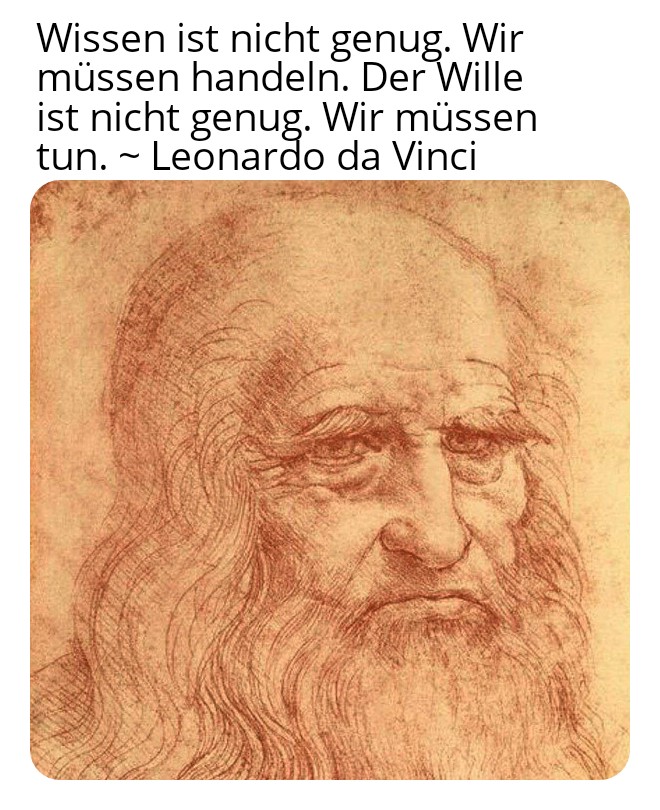 Wissen ist nicht genug. Wir
müssen handeln. Der Wille
ist nicht genug. Wir müssen
tun. ~ Leonardo da Vinci